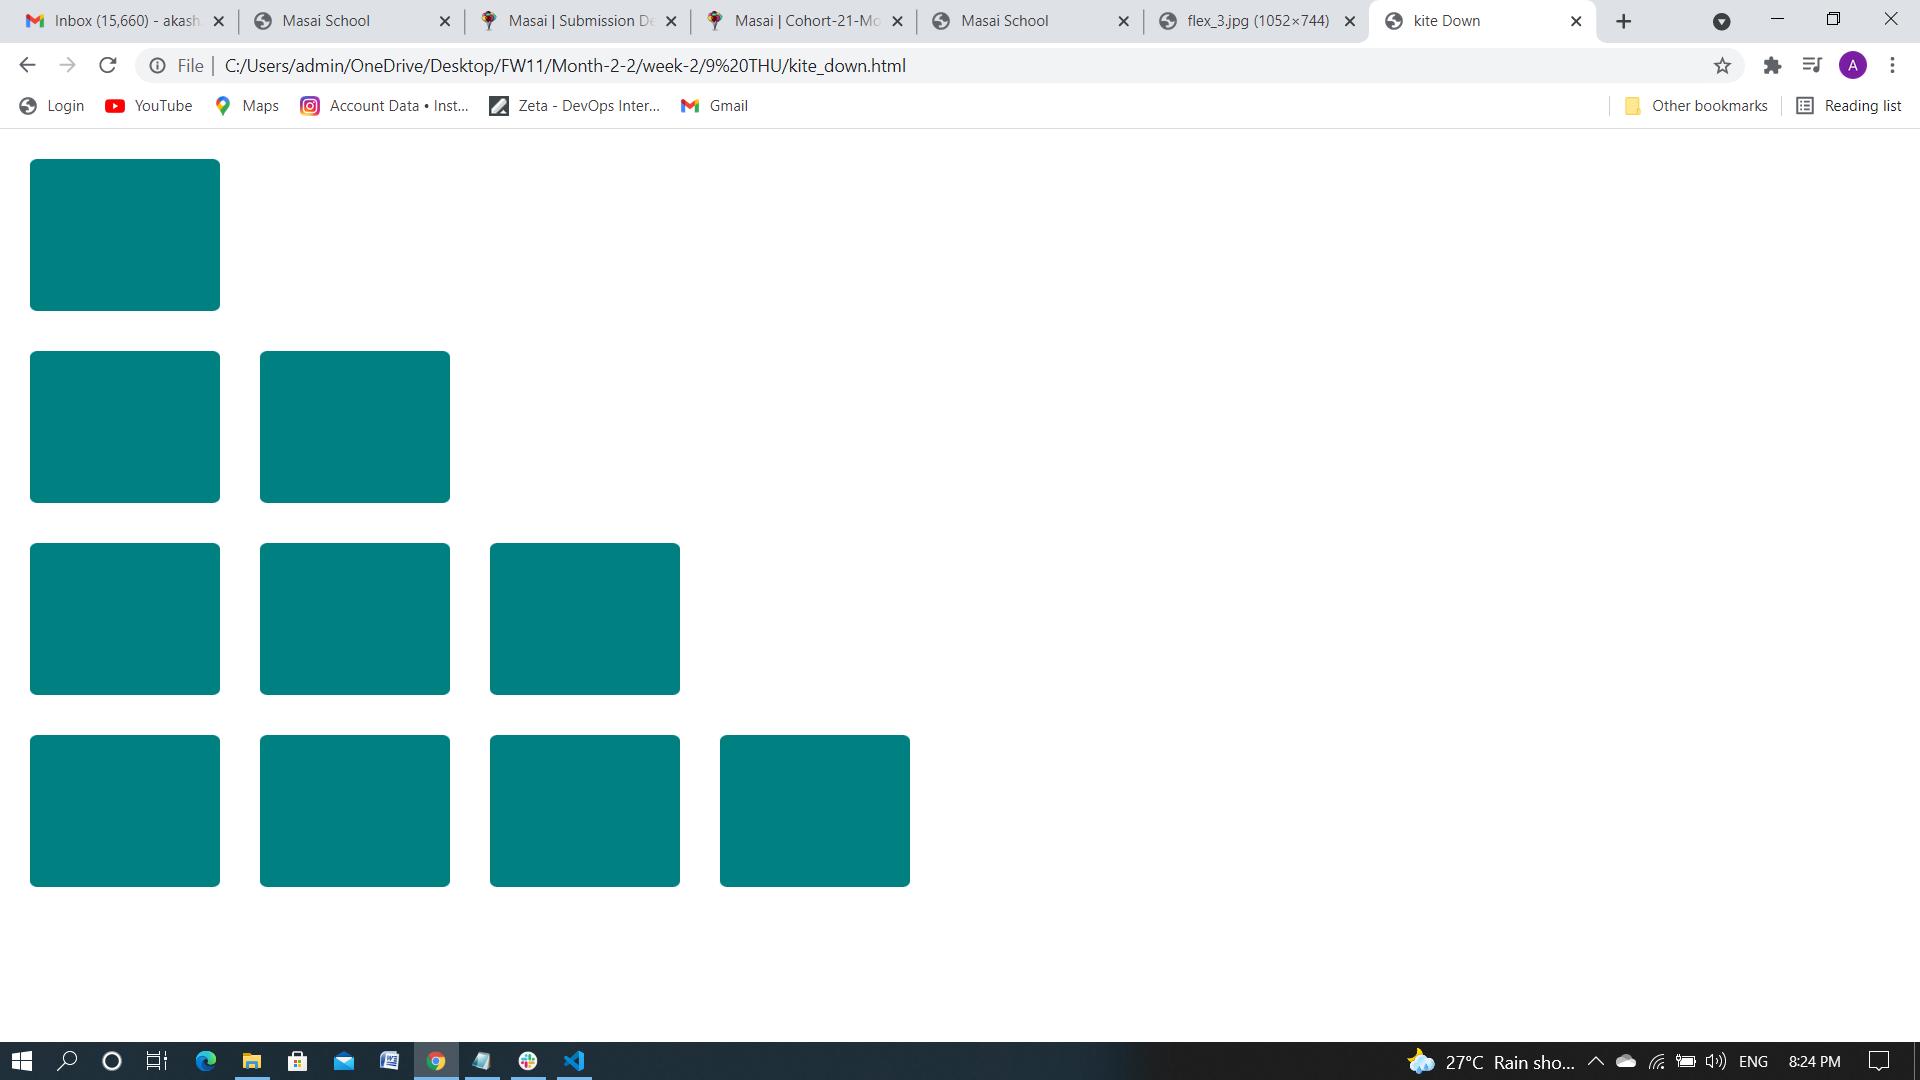 Inbox (15,660) - akash
Masai School
Masai | Submission De
Masai | Cohort-21-Mo
Masai School
flex_3.jpg (1052×744)
kite Down
File
C:/Users/admin/OneDrive/Desktop/FW11/Month-2-2/week-2/9%20THU/kite_down.html
A
Login
YouTube
Maps
Account Data • Inst...
Zeta - DevOps Inter...
Gmail
Other bookmarks
Reading list
27°C Rain sho...
ENG
8:24 PM